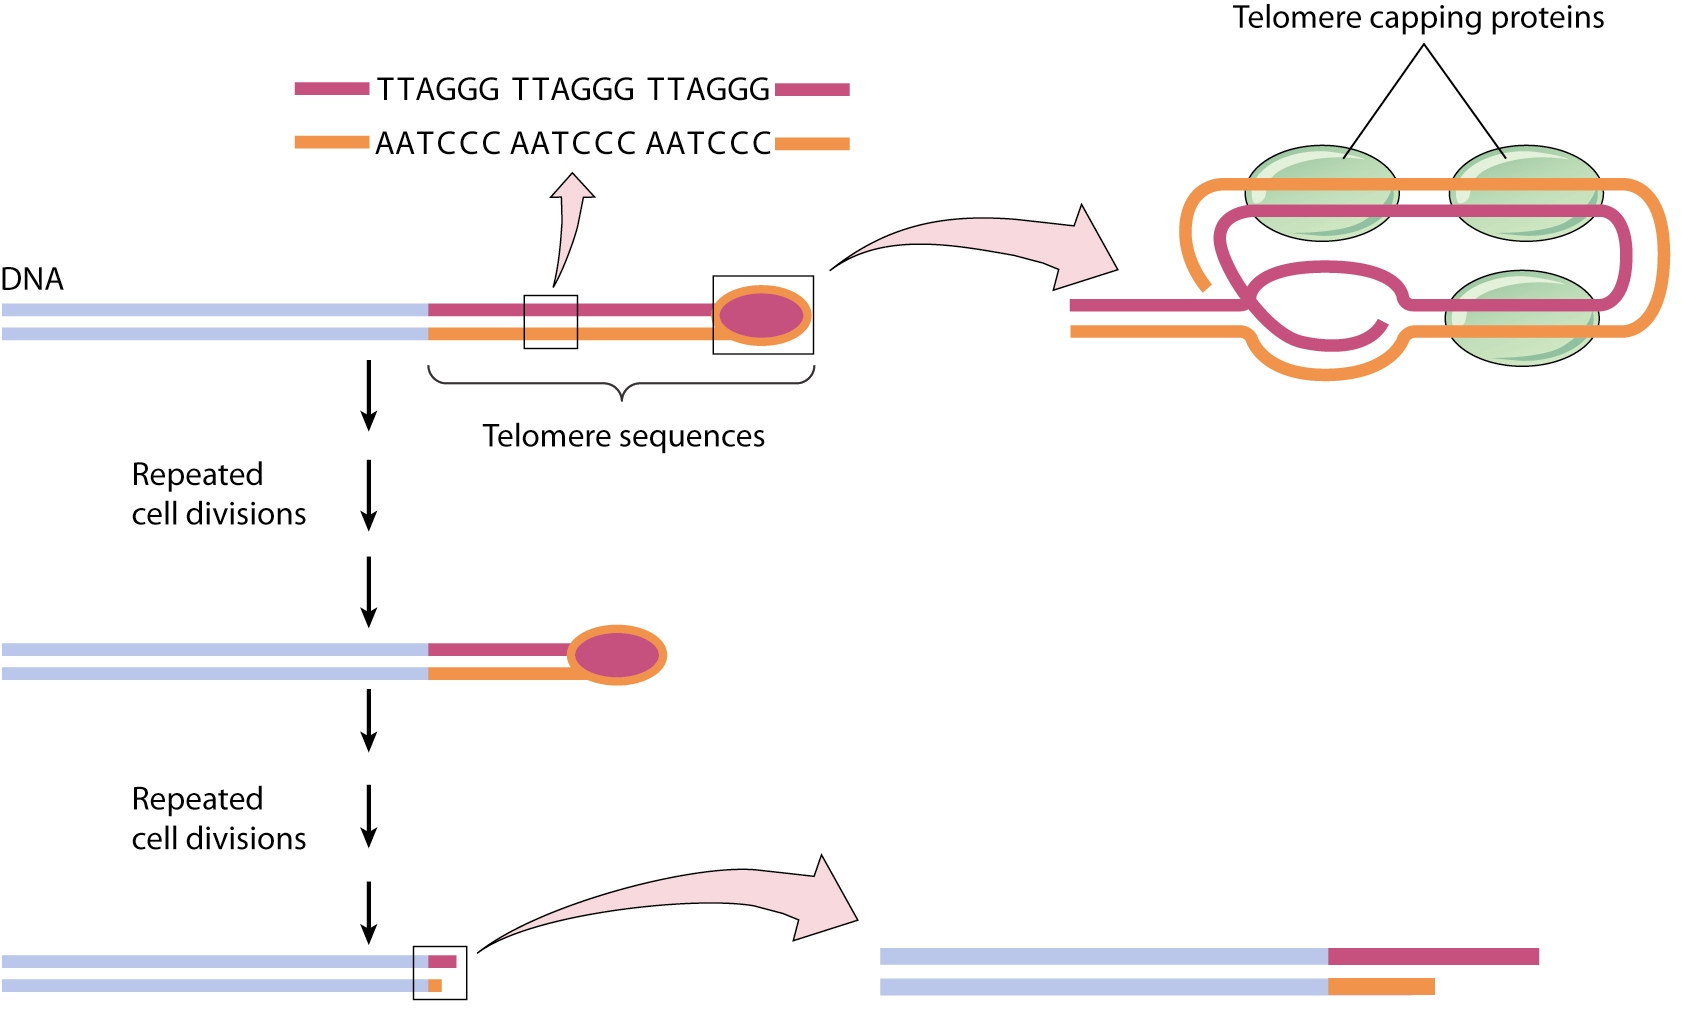 Telomere capping proteins
TTAGGG TTAGGG TTAGGG
AATCCC AATCCC AATCCC
DNA
Telomere sequences
Repeated
cell divisions
Repeated
cell divisions